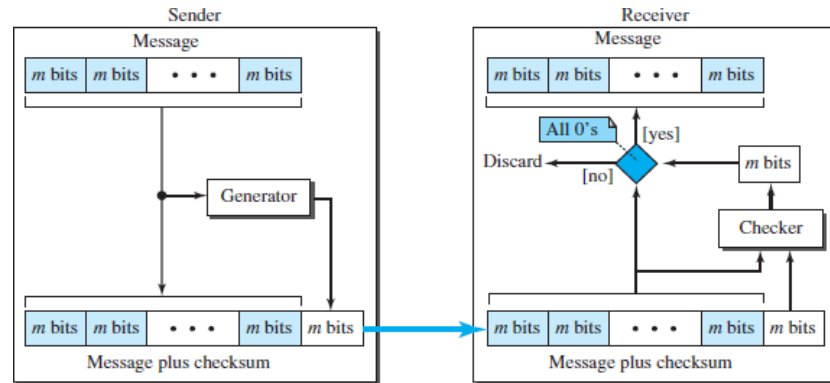 Sender
Message
m bits m bits • • • m bits
Generator
m bits m bits • • • m bits m bits
Message plus checksum
Receiver
Message
m bits m bits • • • m bits
All 0's
[yes]
Discard
[no]
m bits
Checker
m bits m bits • • • m bits m bits
Message plus checksum